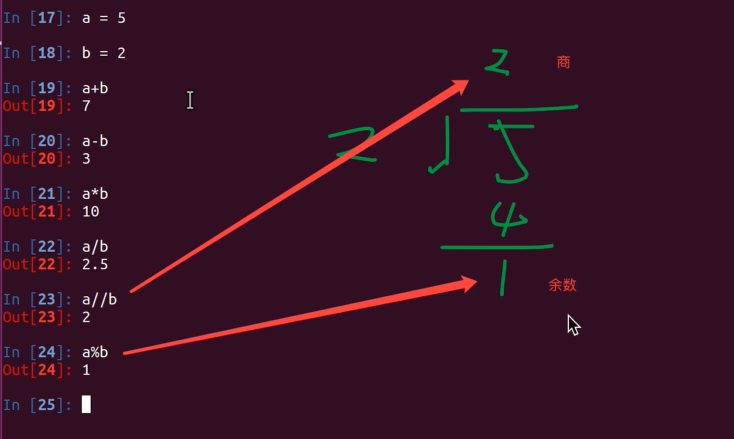 In [17]: a = 5
In [18]: b = 2
In [19]: a+b
Out[19]: 7
In [20]: a-b
Out[20]: 3
In [21]: a*b
Out[21]: 10
In [22]: a/b
Out[22]: 2.5
In [23]: a//b
Out[23]: 2
In [24]: a%b
Out[24]: 1
In [25]:
2 商
2 5
4
1 余数